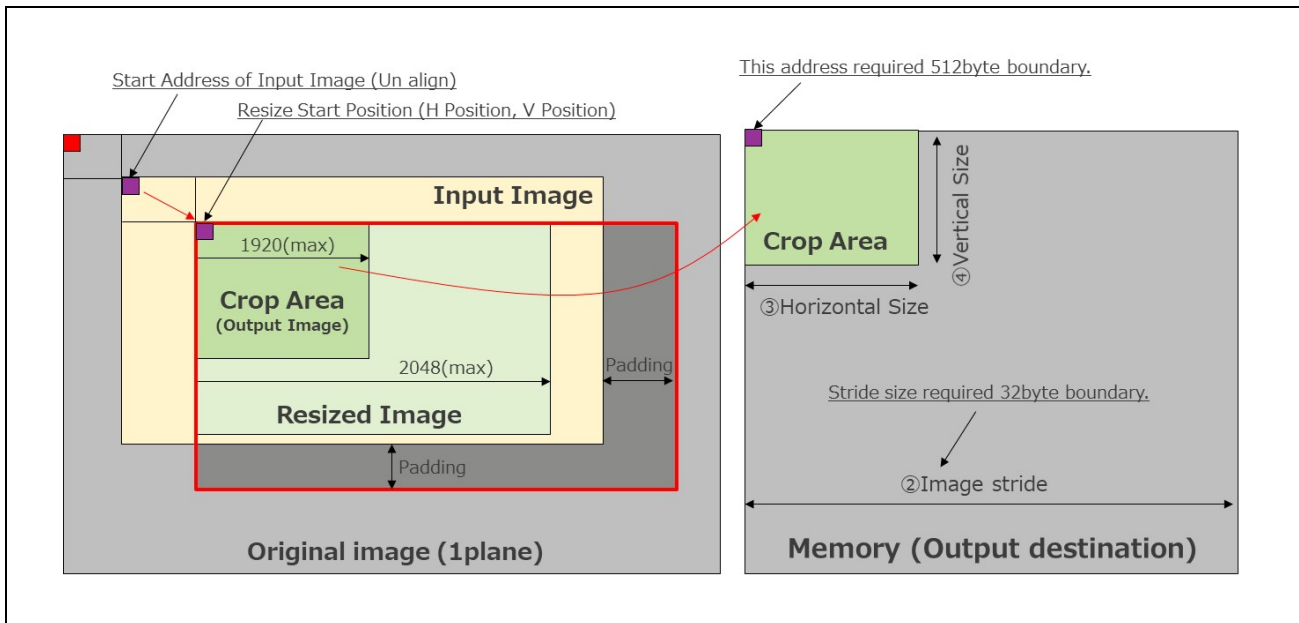 Start Address of Input Image (Un align)
Resize Start Position (H Position, V Position)
Input Image
1920(max)
Crop Area
(Output Image)
2048(max)
Padding
Resized Image
Padding
Original image (1plane)
This address required 512byte boundary.
Crop Area
④Vertical Size
③Horizontal Size
Stride size required 32byte boundary.
②Image stride
Memory (Output destination)